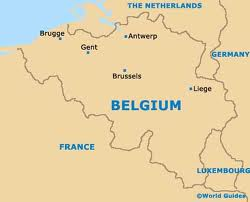 THE NETHERLANDS
Brugge
Antwerp
Gent
GERMANY
Brussels
Liege
BELGIUM
FRANCE
LUXEMBOURG
©World Guides